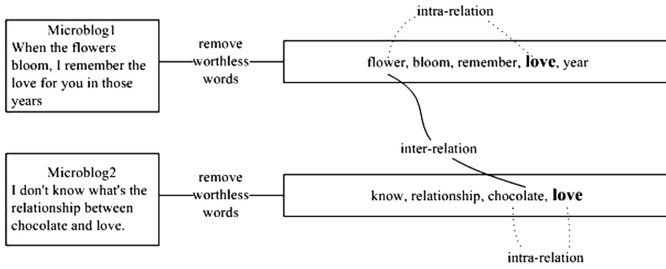 intra-relation
Microblog1
When the flowers
bloom, I remember the
love for you in those
years
remove
worthless
words
flower, bloom, remember, love, year
inter-relation
Microblog2
I don't know what's the
relationship between
chocolate and love.
remove
worthless
words
know, relationship, chocolate, love
intra-relation